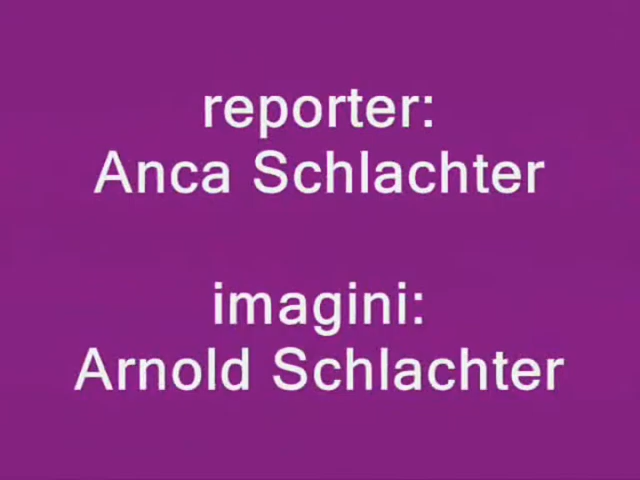 reporter:
Anca Schlachter
imagini:
Arnold Schlachter